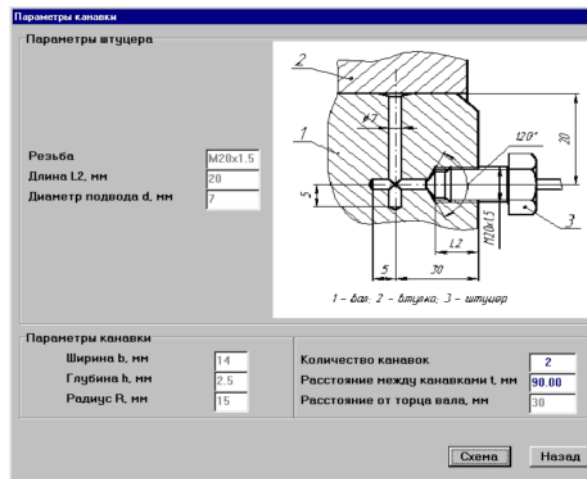 Параметры канавки
Параметры штуцера
Резьба M20x1.5
Длина L2, мм 20
Диаметр подвода d, мм 7
2
1
ø7
120°
20
5
L2
M20x1.5
3
5
30
1 - вал; 2 - втулка; 3 - штуцер
Параметры канавки
Ширина b, мм 14
Глубина h, мм 2.5
Радиус R, мм 15
Количество канавок 2
Расстояние между канавками t, мм 90.00
Расстояние от торца вала, мм 30
Схема
Назад